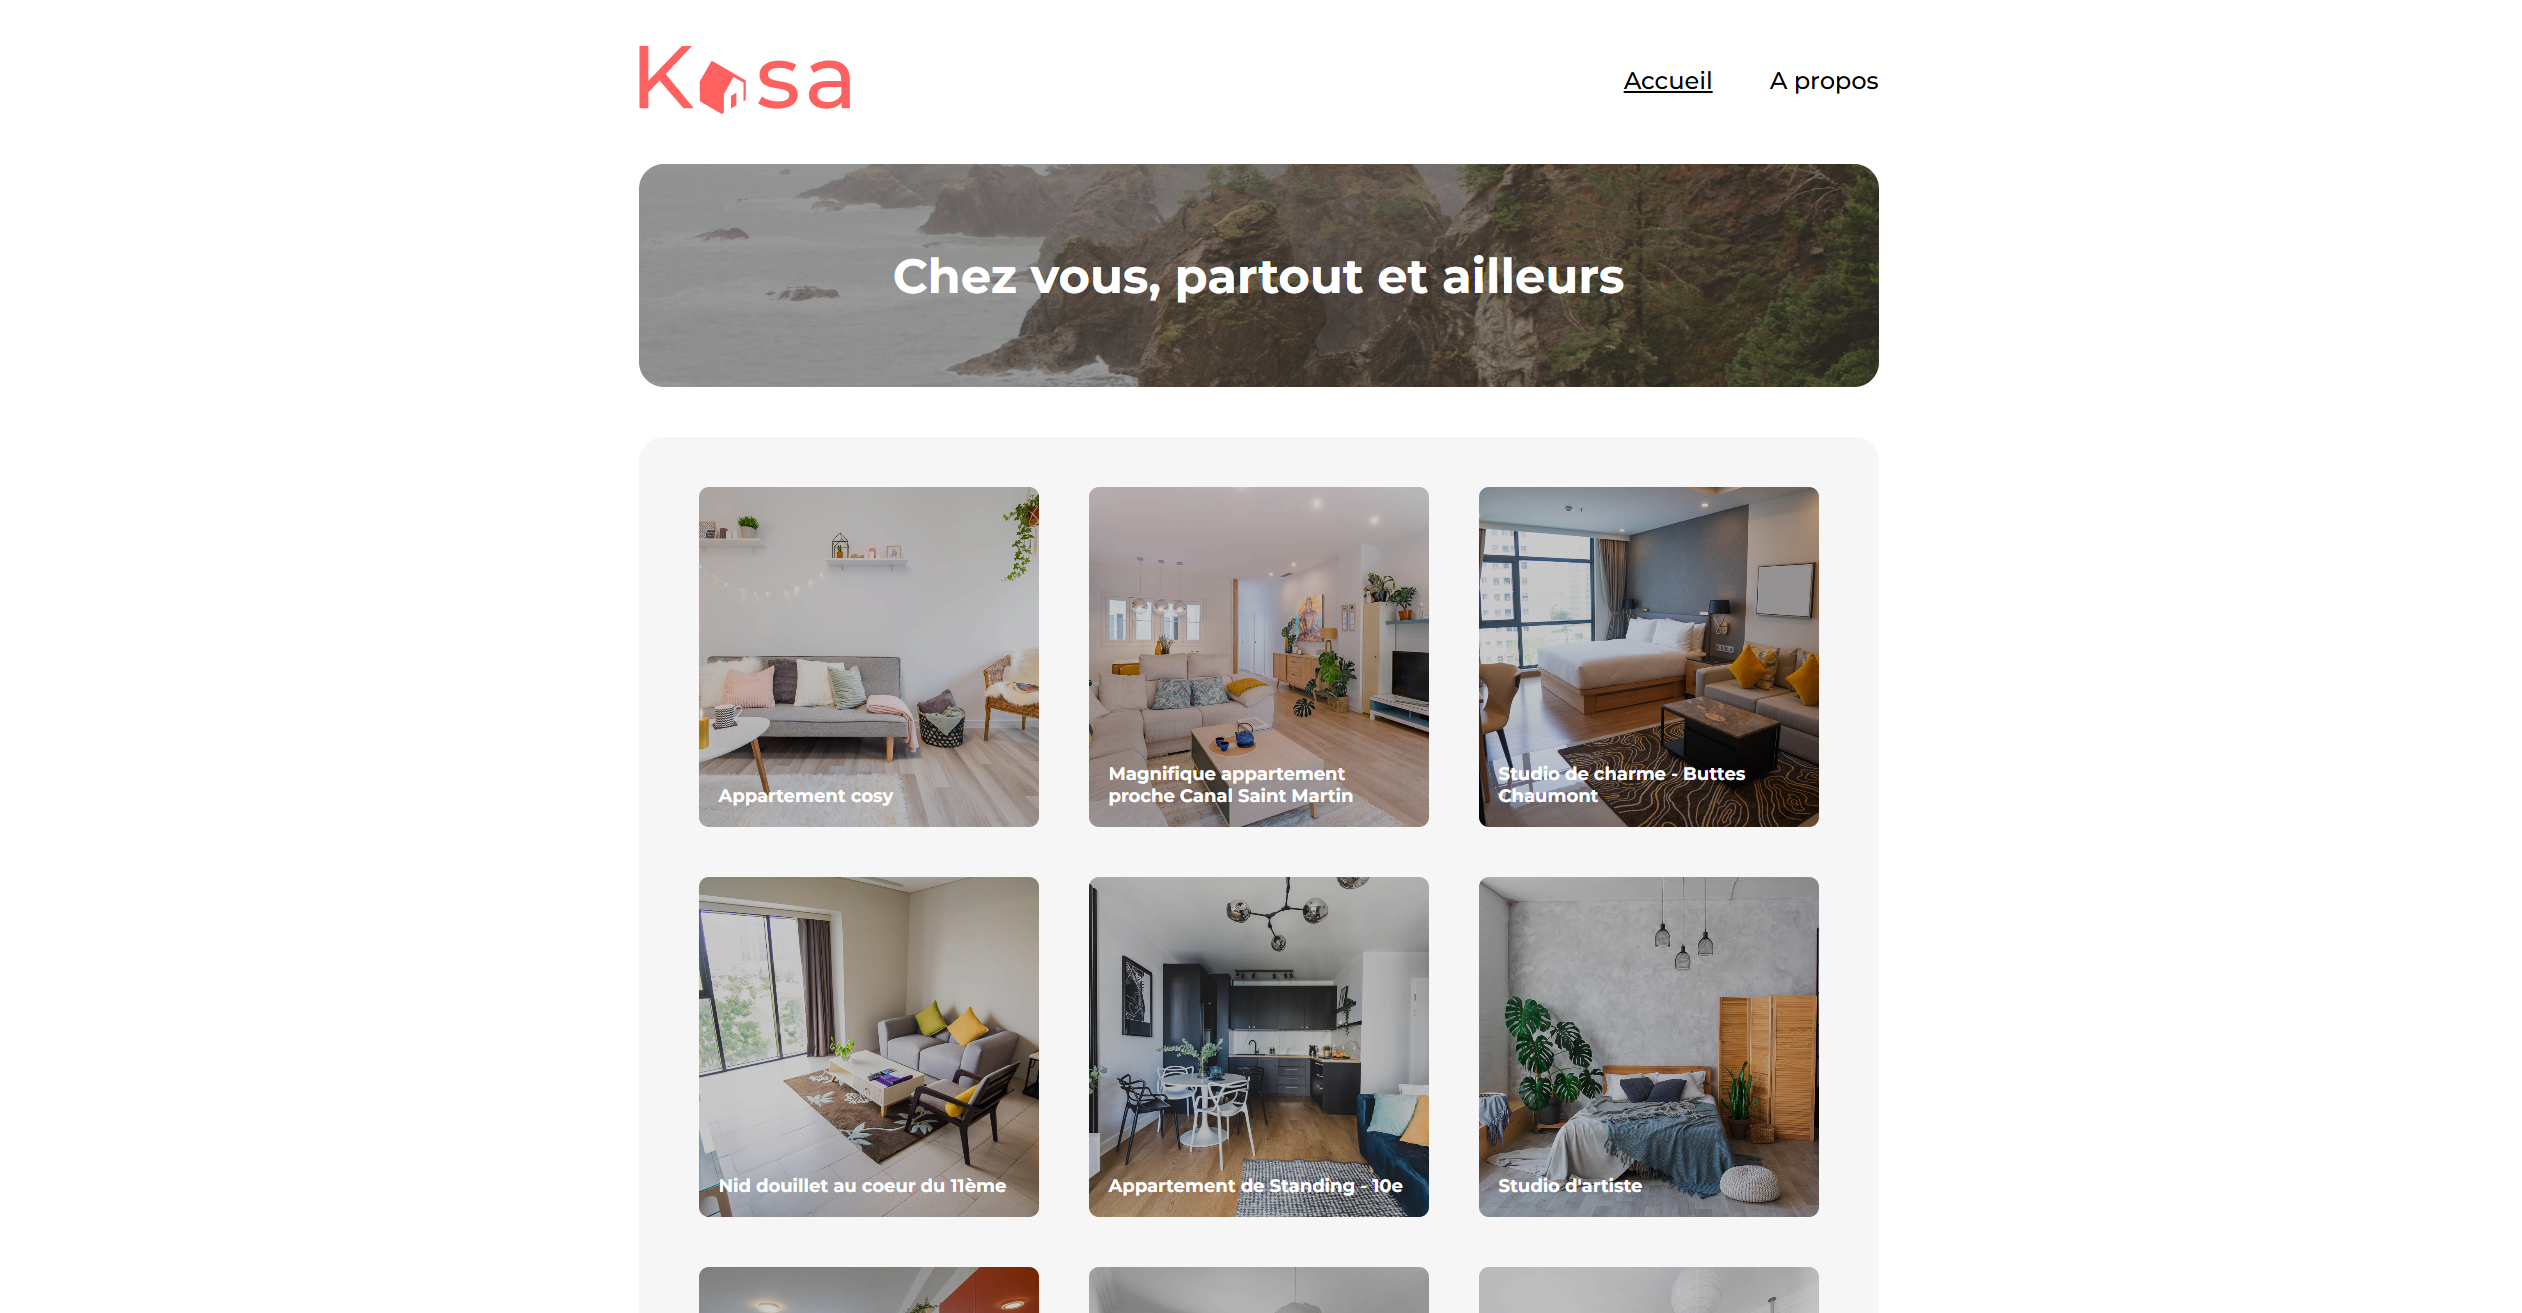 Kasa
Accueil
A propos
Chez vous, partout et ailleurs
Appartement cosy
Magnifique appartement
proche Canal Saint Martin
Studio de charme - Buttes
Chaumont
Nid douillet au coeur du 11ème
Appartement de Standing - 10e
Studio d'artiste